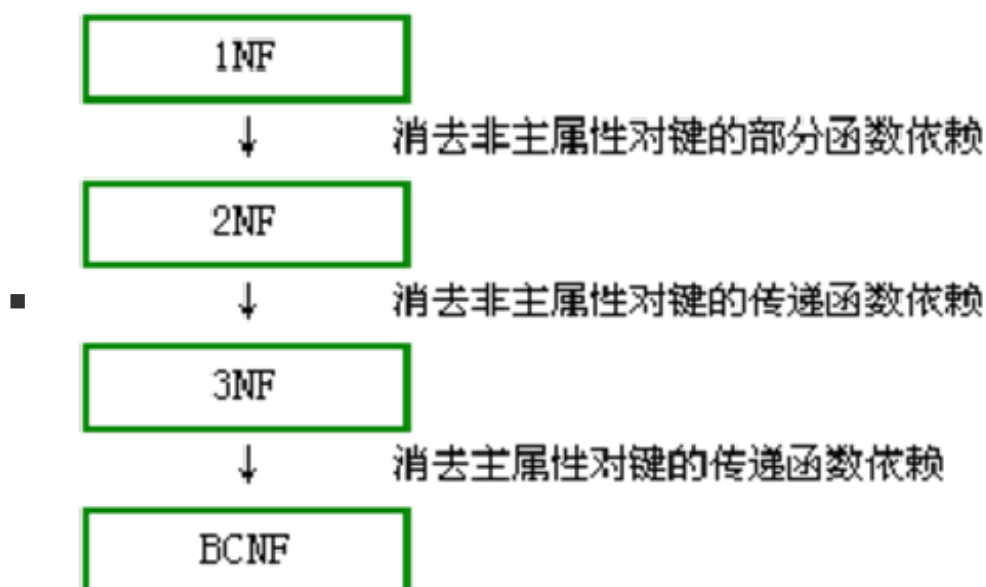 1NF
↓ 消去非主属性对键的部分函数依赖
2NF
↓ 消去非主属性对键的传递函数依赖
3NF
↓ 消去主属性对键的传递函数依赖
BCNF